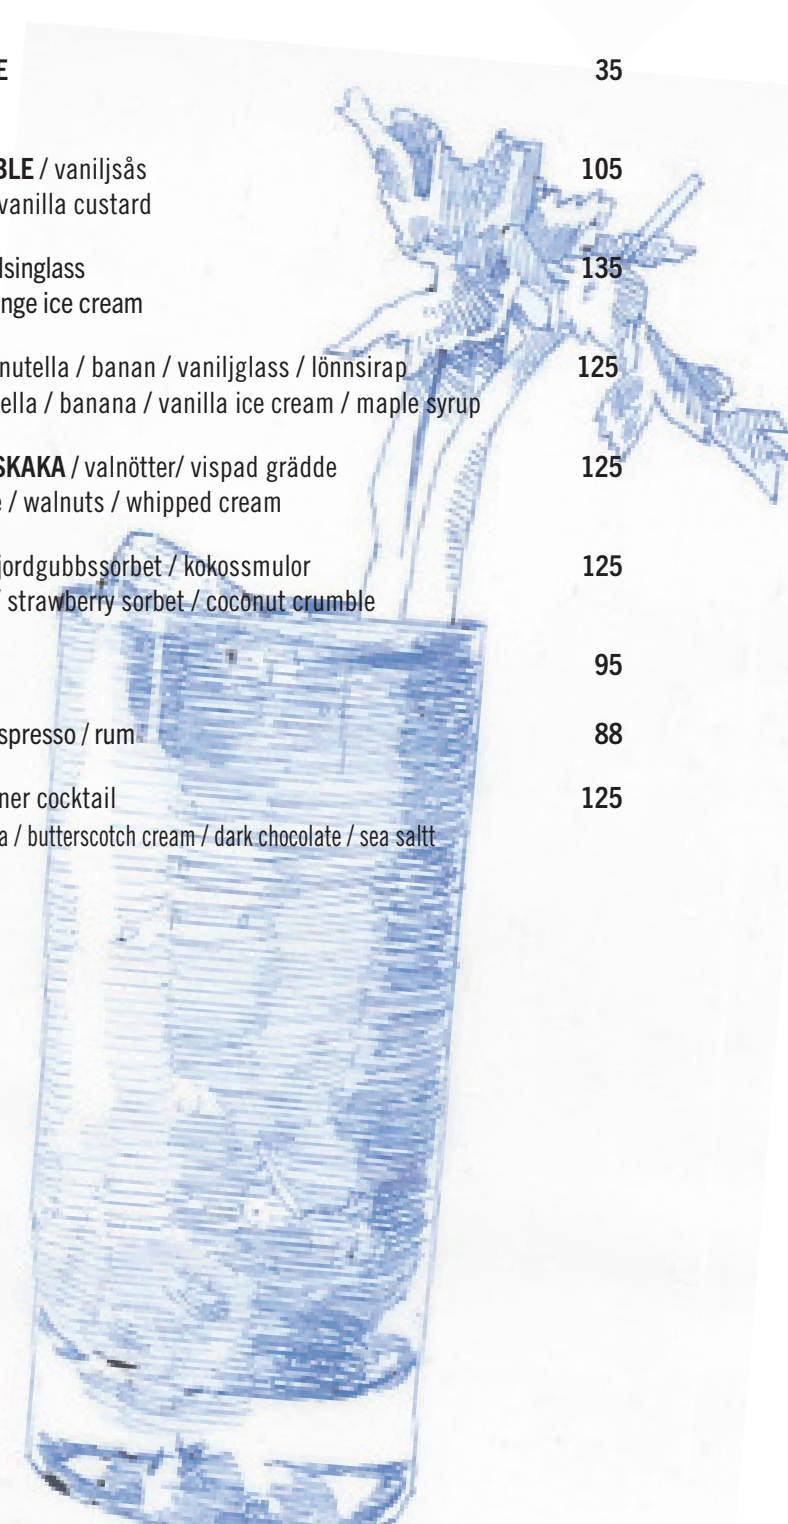 E 35
BLE / vaniljsås 105
vanilla custard
lsinglass 135
nge ice cream
nutella / banan / vaniljglass / lönnsirap 125
ella / banana / vanilla ice cream / maple syrup
SKAKA / valnötter/ vispad grädde 125
e / walnuts / whipped cream
jordgubbssorbet / kokossmulor 125
/ strawberry sorbet / coconut crumble
95
spresso / rum 88
ner cocktail 125
a / butterscotch cream / dark chocolate / sea saltt